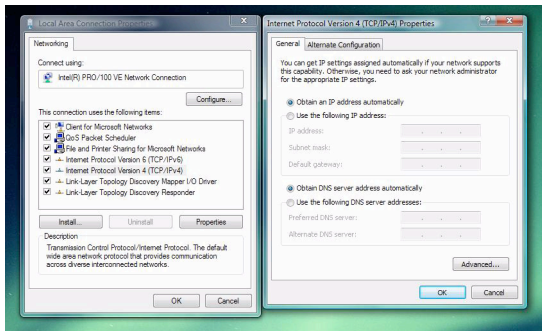 Local Area Connection Properties
Networking
Connect using:
Intel(R) PRO/100 VE Network Connection
Configure...
This connection uses the following items:
Client for Microsoft Networks
QoS Packet Scheduler
File and Printer Sharing for Microsoft Networks
Internet Protocol Version 6 (TCP/IPv6)
Internet Protocol Version 4 (TCP/IPv4)
Link-Layer Topology Discovery Mapper I/O Driver
Link-Layer Topology Discovery Responder
Install...
Uninstall
Properties
Description
Transmission Control Protocol/Internet Protocol. The default
wide area network protocol that provides communication
across diverse interconnected networks.
OK
Cancel
Internet Protocol Version 4 (TCP/IPv4) Properties
General
Alternate Configuration
You can get IP settings assigned automatically if your network supports
this capability. Otherwise, you need to ask your network administrator
for the appropriate IP settings.
Obtain an IP address automatically
Use the following IP address:
IP address:
Subnet mask:
Default gateway:
Obtain DNS server address automatically
Use the following DNS server addresses:
Preferred DNS server:
Alternate DNS server:
Advanced...
OK
Cancel